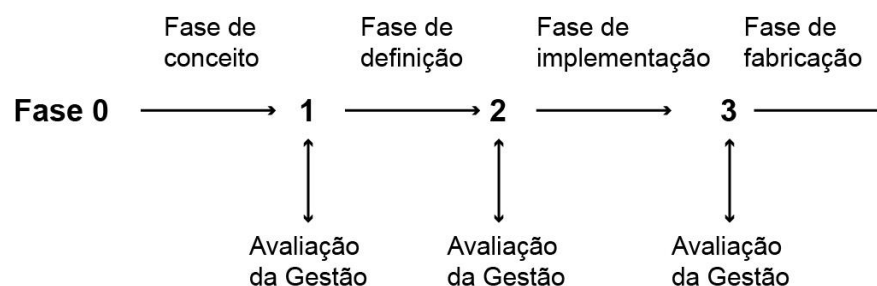 Fase de
conceito
Fase de
definição
Fase de
implementação
Fase de
fabricação
Fase 0
1
2
3
Avaliação
da Gestão
Avaliação
da Gestão
Avaliação
da Gestão